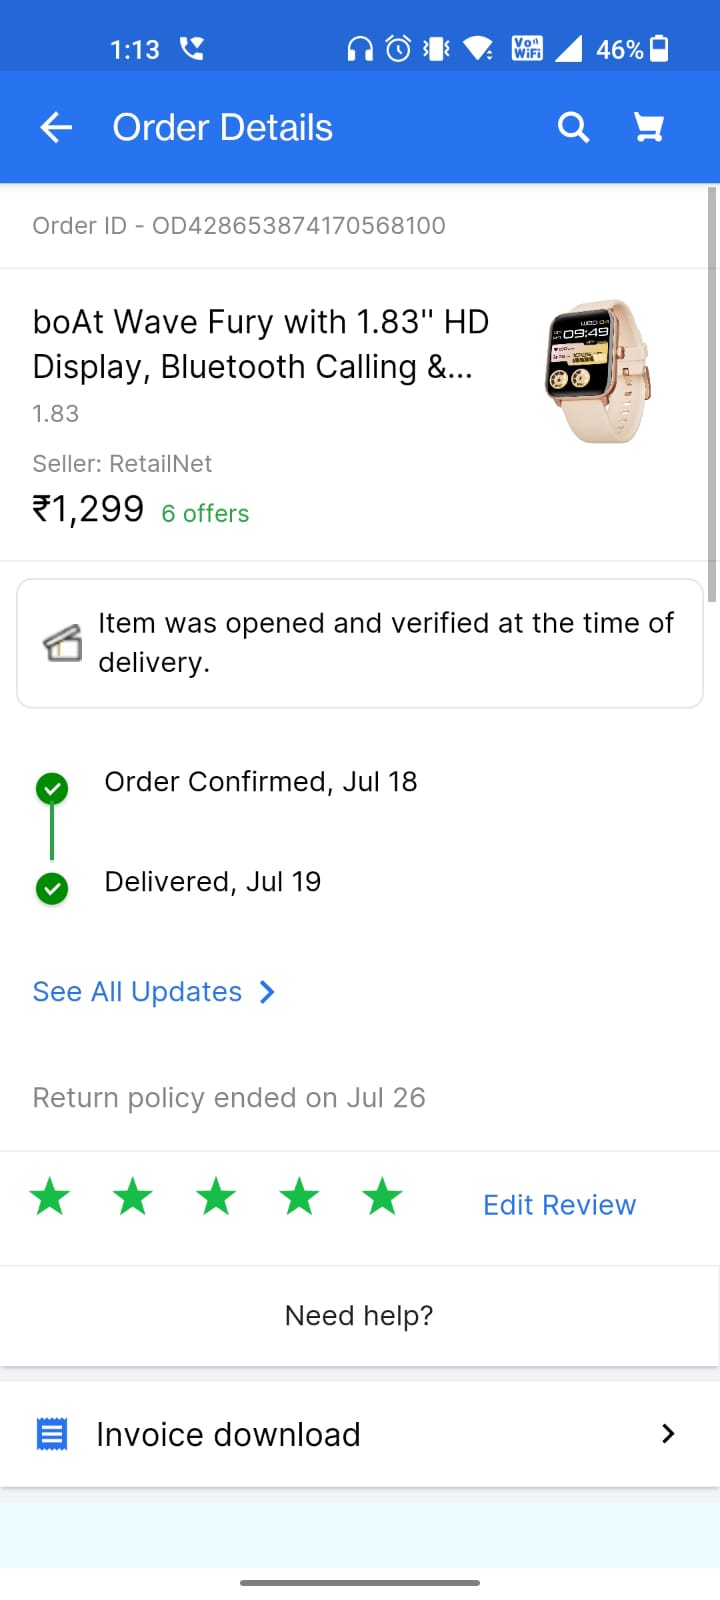 1:13
Vo))
WiFi
46%
Order Details
Order ID - OD428653874170568100
boAt Wave Fury with 1.83" HD
Display, Bluetooth Calling &...
1.83
Seller: RetailNet
₹1,299 6 offers
09:49
Item was opened and verified at the time of
delivery.
Order Confirmed, Jul 18
Delivered, Jul 19
See All Updates
Return policy ended on Jul 26
Edit Review
Need help?
Invoice download